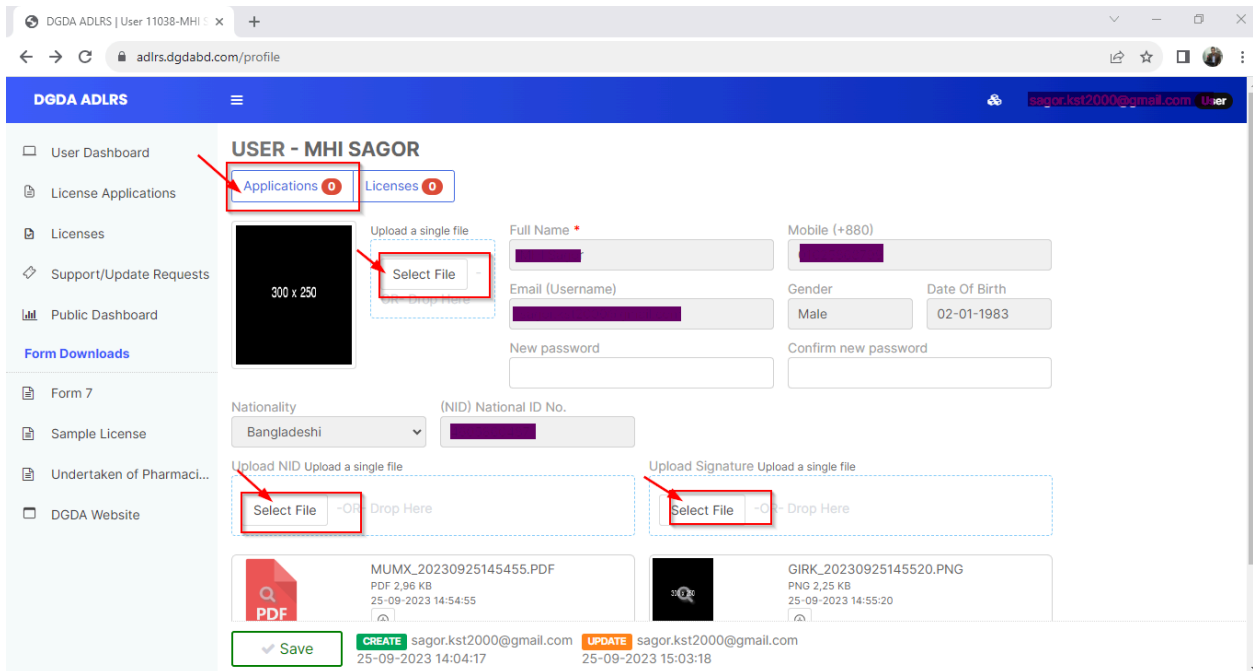 DGDA ADLRS | User 11038-MHI S
adlrs.dgdabd.com/profile
DGDA ADLRS
sagor.kst2000@gmail.com User
User Dashboard
License Applications
Licenses
Support/Update Requests
Public Dashboard
Form Downloads
Form 7
Sample License
Undertaken of Pharmaci...
DGDA Website
USER - MHI SAGOR
Applications 0 Licenses 0
Upload a single file
Select File -
OR- Drop Here
300 x 250
Full Name *
Mobile (+880)
Email (Username)
Gender
Male
Date Of Birth
02-01-1983
New password
Confirm new password
Nationality
Bangladeshi
(NID) National ID No.
Upload NID Upload a single file
Select File -OR- Drop Here
Upload Signature Upload a single file
Select File -OR- Drop Here
PDF
MUMX_20230925145455.PDF
PDF 2,96 KB
25-09-2023 14:54:55
GIRK_20230925145520.PNG
PNG 2,25 KB
25-09-2023 14:55:20
Save
CREATE sagor.kst2000@gmail.com
25-09-2023 14:04:17
UPDATE sagor.kst2000@gmail.com
25-09-2023 15:03:18